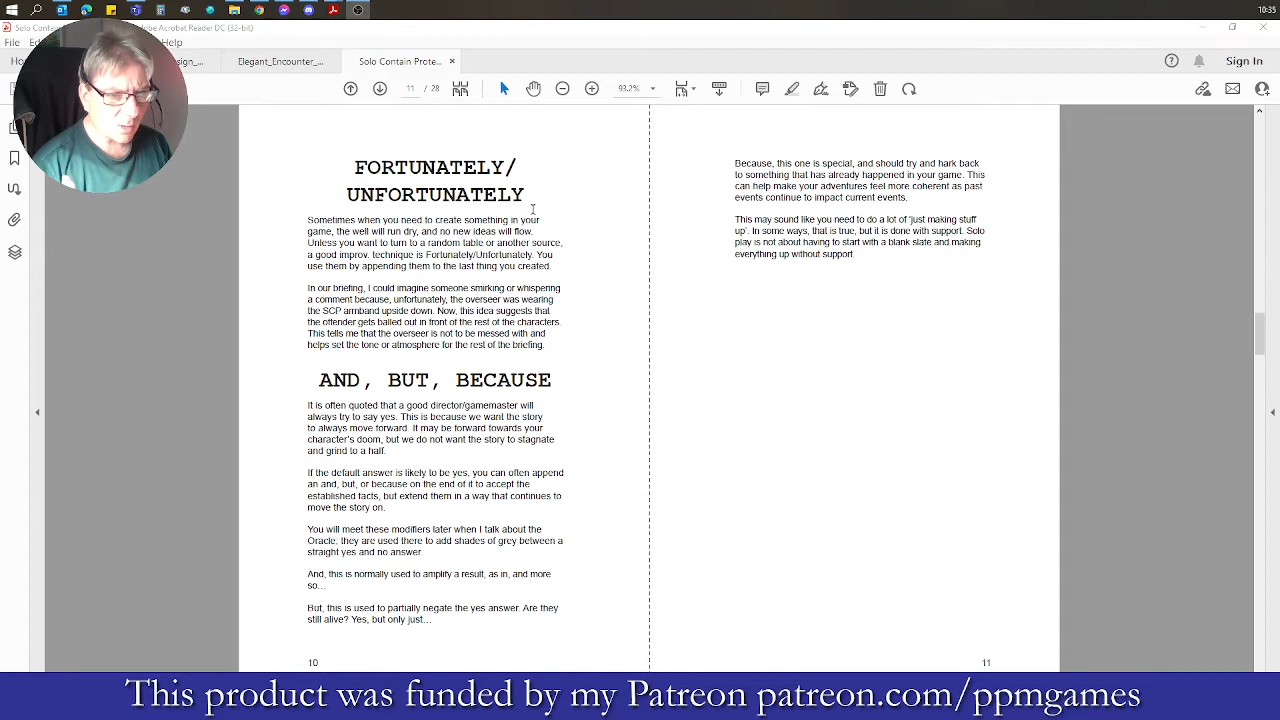 10:35
Solo Contain
dobe Acrobat Reader DC (32-bit)
File
Help
Elegant_Encounter_...
Solo Contain Prote...
Sign In
11 / 28
93.2%
FORTUNATELY/
UNFORTUNATELY
Sometimes when you need to create something in your
game, the well will run dry, and no new ideas will flow.
Unless you want to turn to a random table or another source,
a good improv. technique is Fortunately/Unfortunately. You
use them by appending them to the last thing you created.
In our briefing, I could imagine someone smirking or whispering
a comment because, unfortunately, the overseer was wearing
the SCP armband upside down. Now, this idea suggests that
the offender gets balled out in front of the rest of the characters.
This tells me that the overseer is not to be messed with and
helps set the tone or atmosphere for the rest of the briefing.
AND, BUT, BECAUSE
It is often quoted that a good director/gamemaster will
always try to say yes. This is because we want the story
to always move forward. It may be forward towards your
character's doom, but we do not want the story to stagnate
and grind to a half.
If the default answer is likely to be yes, you can often append
an and, but, or because on the end of it to accept the
established facts, but extend them in a way that continues to
move the story on.
You will meet these modifiers later when I talk about the
Oracle; they are used there to add shades of grey between a
straight yes and no answer.
And, this is normally used to amplify a result, as in, and more
so…
But, this is used to partially negate the yes answer. Are they
still alive? Yes, but only just…
10
Because, this one is special, and should try and hark back
to something that has already happened in your game. This
can help make your adventures feel more coherent as past
events continue to impact current events.
This may sound like you need to do a lot of 'just making stuff
up'. In some ways, that is true, but it is done with support. Solo
play is not about having to start with a blank slate and making
everything up without support.
11
This product was funded by my Patreon patreon.com/ppmgames